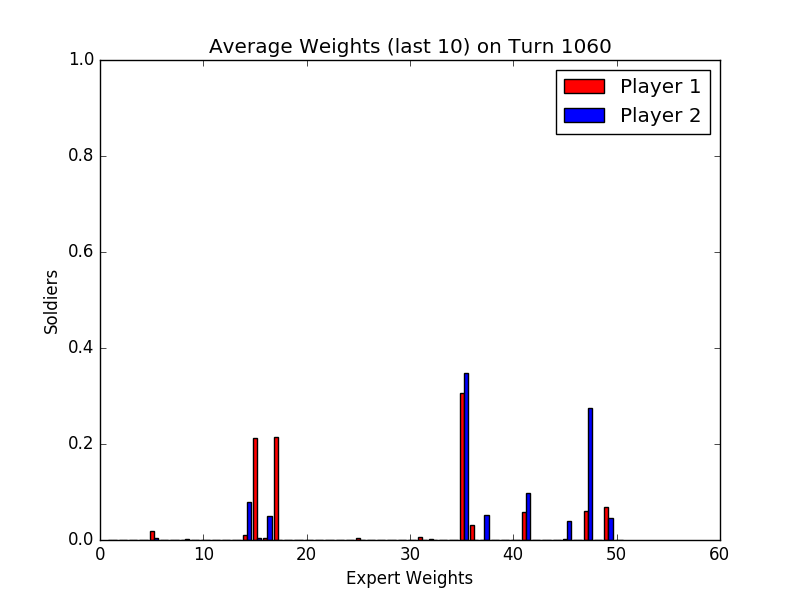 Average Weights (last 10) on Turn 1060
1.0
0.8
0.6
0.4
0.2
0.0
Soldiers
0 10 20 30 40 50 60
Expert Weights
Player 1
Player 2